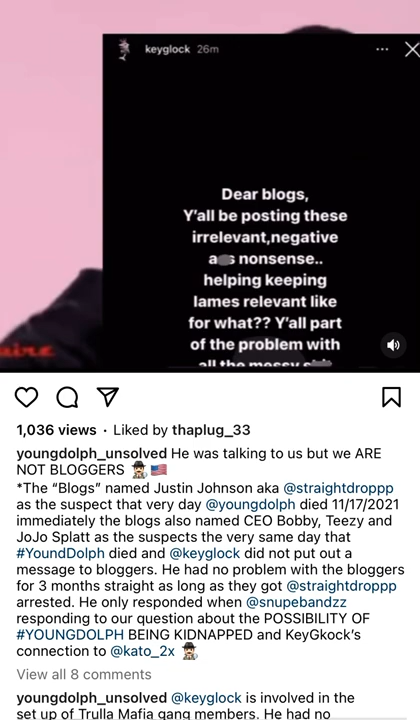 keyglock 26m
Dear blogs,
Y'all be posting these
irrelevant,negative
a s nonsense..
helping keeping
lames relevant like
for what?? Y'all part
of the problem with
all the messy
aire
1,036 views · Liked by thaplug_33
youngdolph_unsolved He was talking to us but we ARE
NOT BLOGGERS 🕵🏻‍♂️🇺🇸
*The “Blogs” named Justin Johnson aka @straightdroppp
as the suspect that very day @youngdolph died 11/17/2021
immediately the blogs also named CEO Bobby, Teezy and
JoJo Splatt as the suspects the very same day that
#YoundDolph died and @keyglock did not put out a
message to bloggers. He had no problem with the bloggers
for 3 months straight as long as they got @straightdroppp
arrested. He only responded when @snupebandzz
responding to our question about the POSSIBILITY OF
#YOUNGDOLPH BEING KIDNAPPED and KeyGkock's
connection to @kato_2x 🕵🏻‍♂️
View all 8 comments
youngdolph_unsolved @keyglock is involved in the
set up of Trulla Mafia gang members. He had no